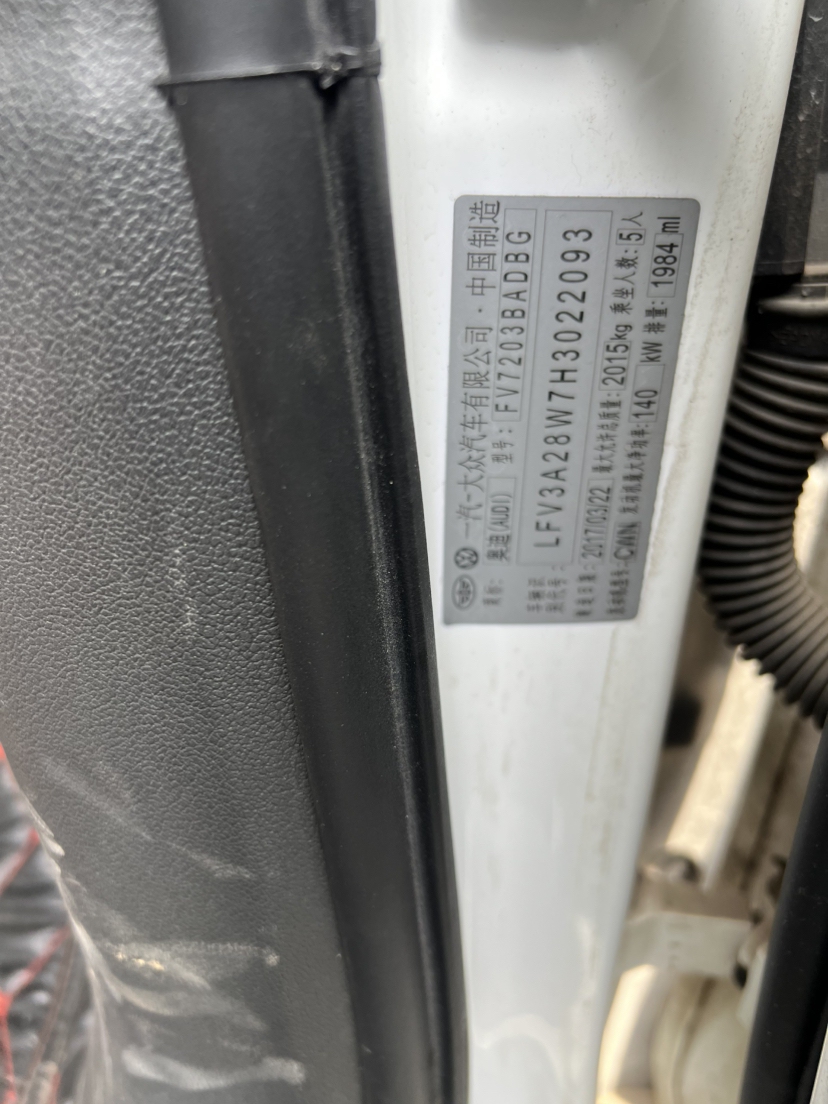 一汽-大众汽车有限公司·中国制造
奥迪(AUDI) 型号: FV7203BADBG
LFV3A28W7H3022093
2017/03/22 最大允许总质量: 2015kg 乘坐人数: 5人
CWN 发动机最大净功率: 140 kW 排量: 1984 ml